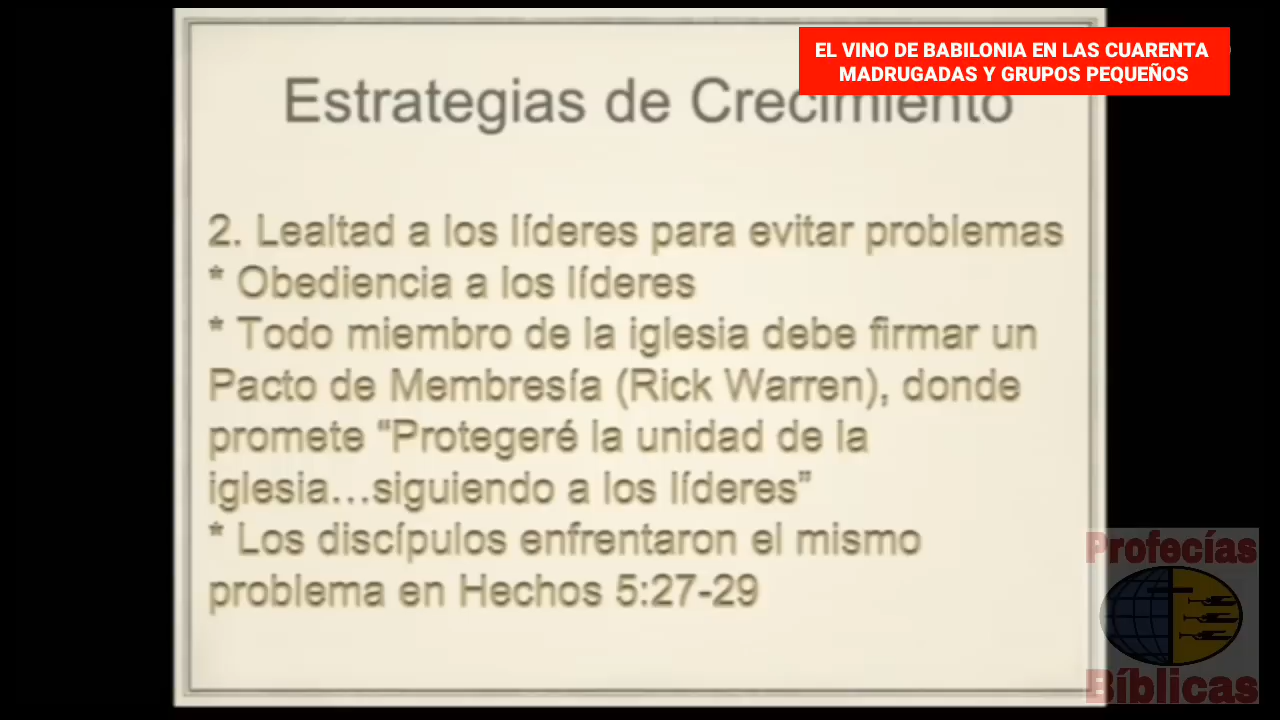 EL VINO DE BABILONIA EN LAS CUARENTA
MADRUGADAS Y GRUPOS PEQUEÑOS
Estrategias de Crecimiento
2. Lealtad a los líderes para evitar problemas
* Obediencia a los líderes
* Todo miembro de la iglesia debe firmar un
Pacto de Membresía (Rick Warren), donde
promete “Protegeré la unidad de la
iglesia…siguiendo a los líderes”
* Los discípulos enfrentaron el mismo
problema en Hechos 5:27-29
Profecías
Bíblicas